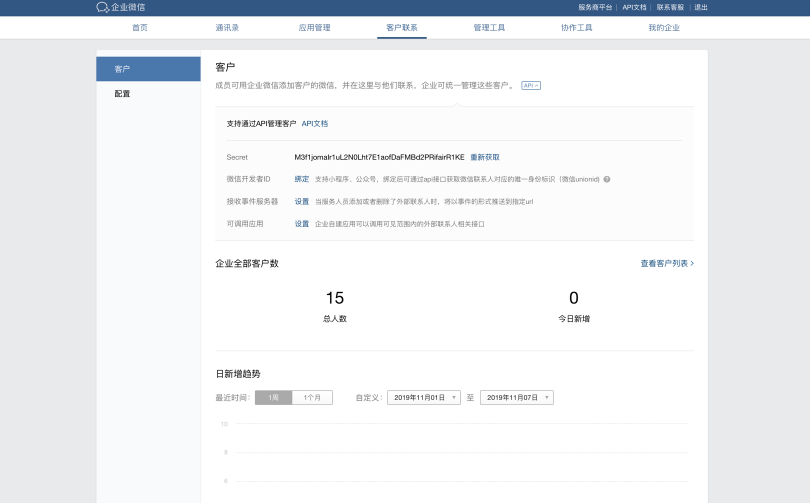 企业微信
服务商平台 | API文档 | 联系客服 | 退出
首页 通讯录 应用管理 客户联系 管理工具 协作工具 我的企业
客户
配置
客户
成员可用企业微信添加客户的微信，并在这里与他们联系，企业可统一管理这些客户。 API
支持通过API管理客户 API文档
Secret 重新获取
微信开发者ID 绑定 支持小程序、公众号，绑定后可通过api接口获取微信联系人对应的唯一身份标识（微信unionid） ?
接收事件服务器 设置 当服务人员添加或者删除了外部联系人时，将以事件的形式推送到指定url
可调用应用 设置 企业自建应用可以调用可见范围内的外部联系人相关接口
企业全部客户数 查看客户列表 >
15 0
总人数 今日新增
日新增趋势
最近时间： 1周 1个月 自定义： 2019年11月01日 至 2019年11月07日
10
8
6